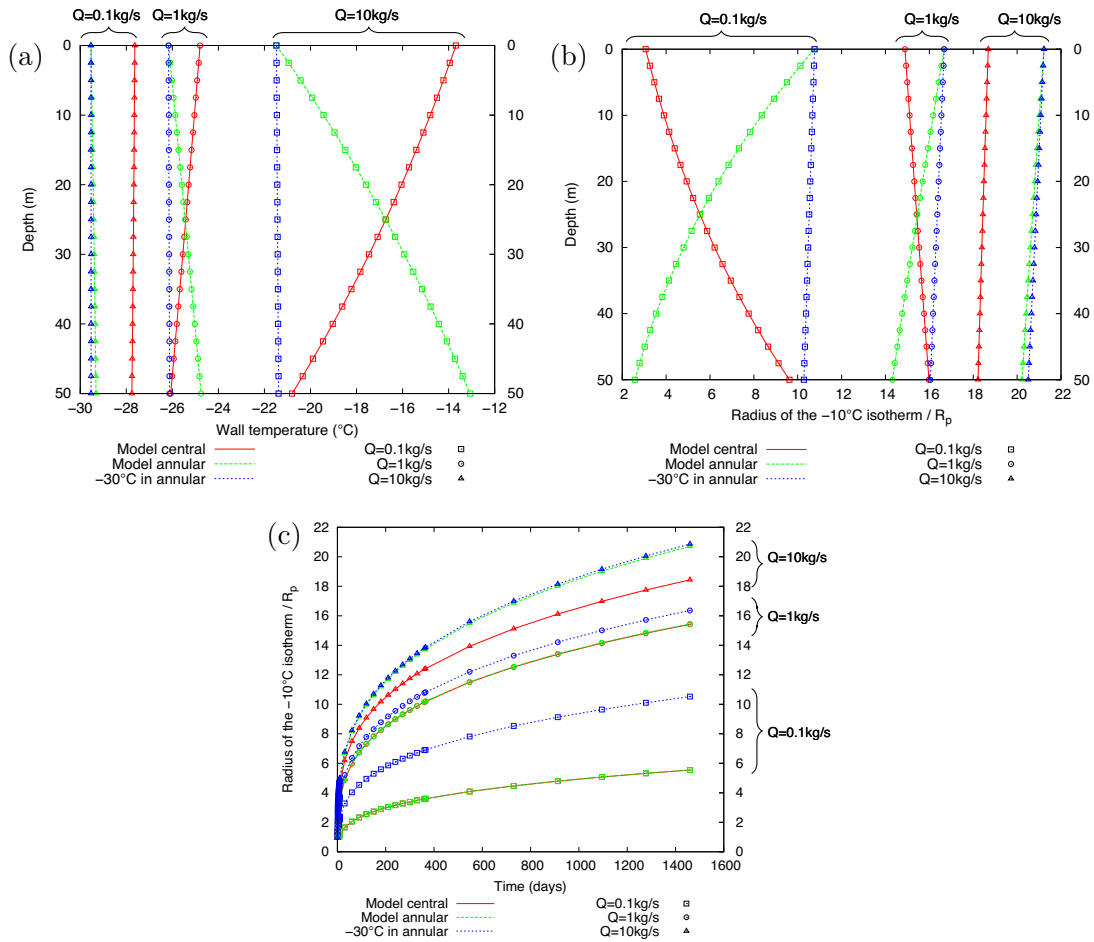 Q=0.1kg/s Q=1kg/s Q=10kg/s
(a)
0 0
10 10
20 20
30 30
40 40
50 50
Depth (m)
−30 −28 −26 −24 −22 −20 −18 −16 −14 −12
Wall temperature (°C)
Model central Q=0.1kg/s
Model annular Q=1kg/s
−30°C in annular Q=10kg/s
Q=0.1kg/s Q=1kg/s Q=10kg/s
(b)
0 0
10 10
20 20
30 30
40 40
50 50
Depth (m)
2 4 6 8 10 12 14 16 18 20 22
Radius of the −10°C isotherm / Rp
Model central Q=0.1kg/s
Model annular Q=1kg/s
−30°C in annular Q=10kg/s
(c)
22 22
20 20
Q=10kg/s
18 18
16 16
Q=1kg/s
14 14
12 12
10 10
8 8
Q=0.1kg/s
6 6
4 4
2 2
0 0
Radius of the −10°C isotherm / Rp
0 200 400 600 800 1000 1200 1400 1600
Time (days)
Model central Q=0.1kg/s
Model annular Q=1kg/s
−30°C in annular Q=10kg/s